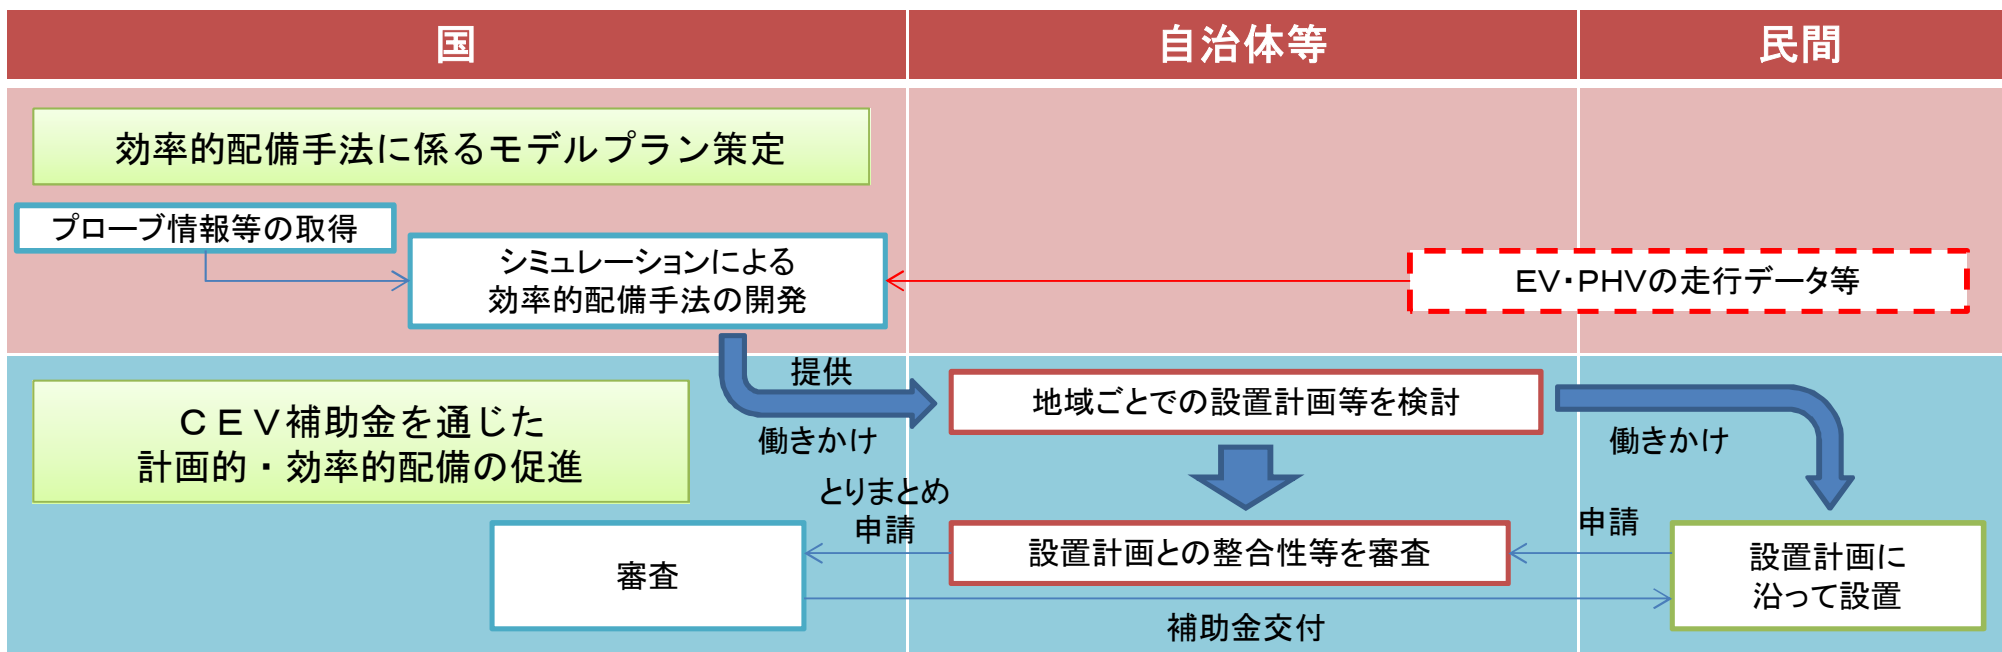 国
自治体等
民間
効率的配備手法に係るモデルプラン策定
プローブ情報等の取得
シミュレーションによる
効率的配備手法の開発
EV・PHVの走行データ等
提供
働きかけ
地域ごとでの設置計画等を検討
働きかけ
ＣＥＶ補助金を通じた
計画的・効率的配備の促進
とりまとめ
申請
審査
設置計画との整合性等を審査
申請
設置計画に
沿って設置
補助金交付